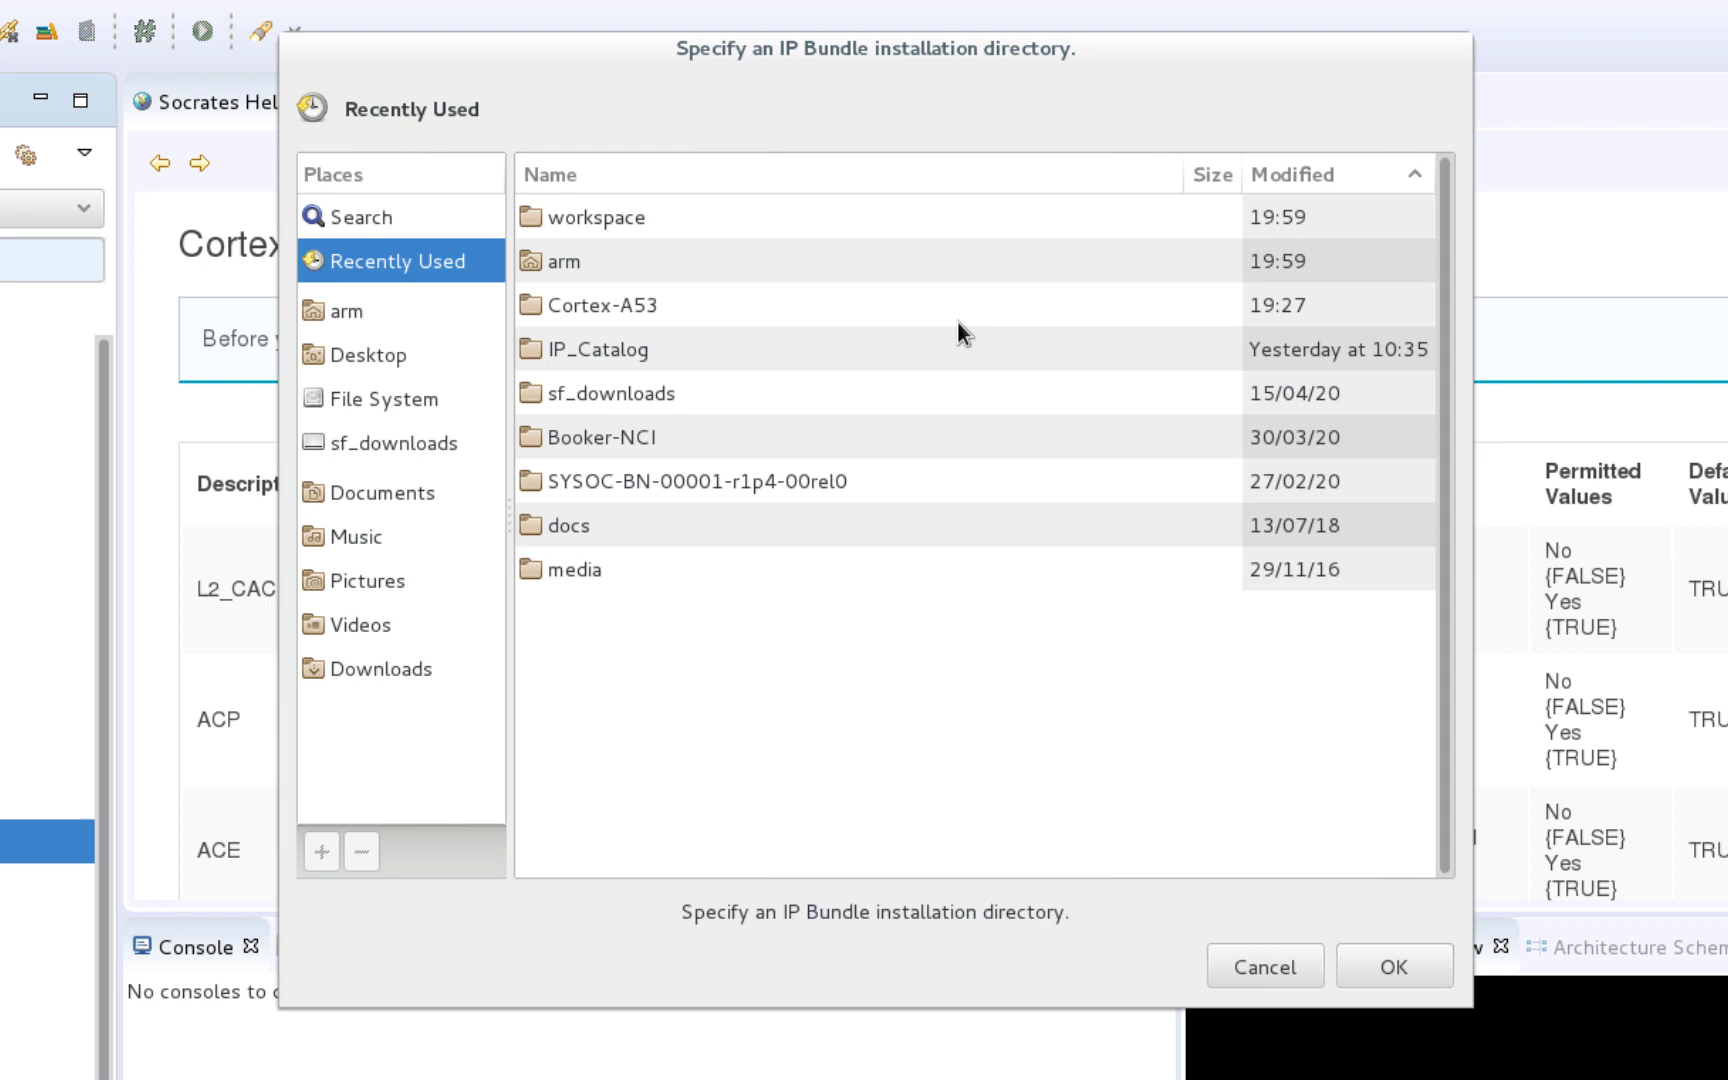 Specify an IP Bundle installation directory.
Socrates Hel
Recently Used
Places
Name
Size
Modified
Search
Recently Used
arm
Desktop
File System
sf_downloads
Documents
Music
Pictures
Videos
Downloads
workspace 19:59
arm 19:59
Cortex-A53 19:27
IP_Catalog Yesterday at 10:35
sf_downloads 15/04/20
Booker-NCI 30/03/20
SYSOC-BN-00001-r1p4-00rel0 27/02/20
docs 13/07/18
media 29/11/16
Specify an IP Bundle installation directory.
Cancel
OK
Cortex
Before
Descript
L2_CAC
ACP
ACE
Permitted
Values
Defa
Valu
No
{FALSE}
Yes
{TRUE}
TRU
No
{FALSE}
Yes
{TRUE}
TRU
No
{FALSE}
Yes
{TRUE}
TRU
Console
No consoles to
Architecture Schem